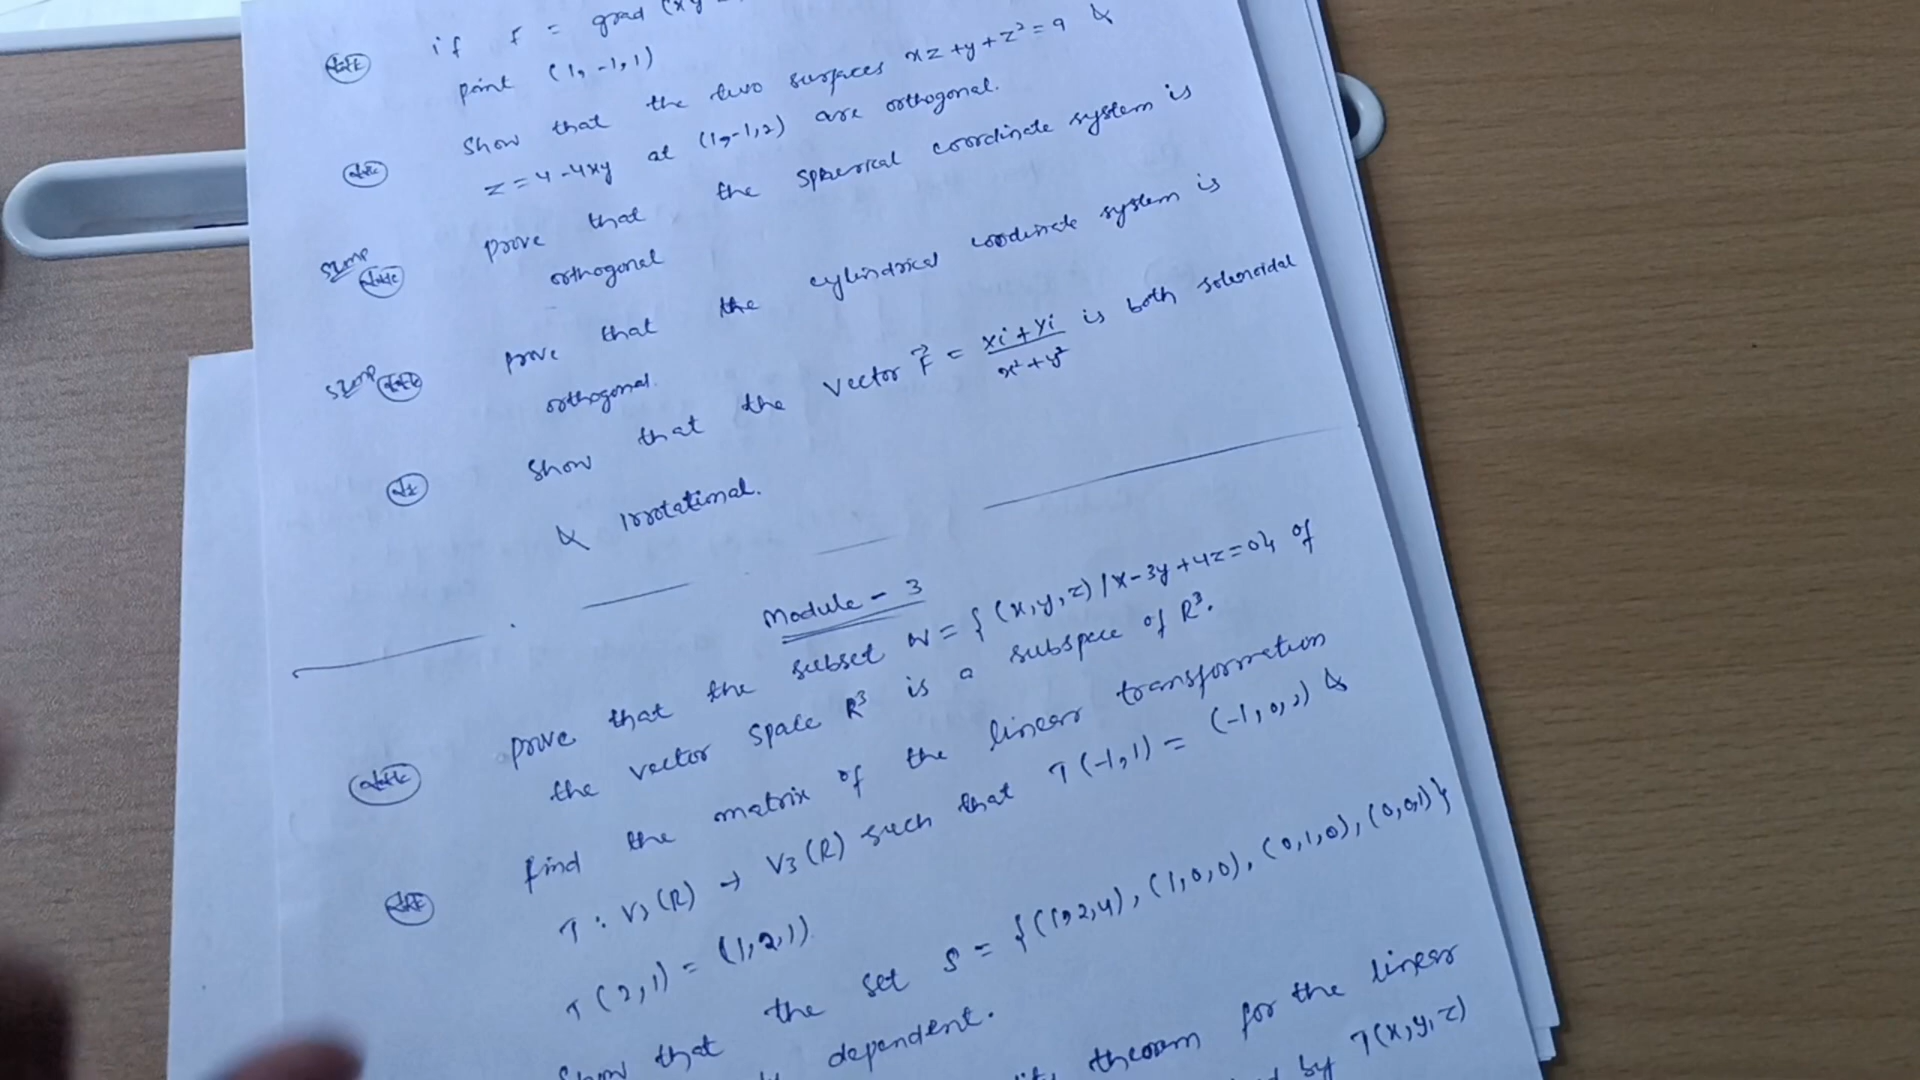 if F = grad (xy
point (1, -1, 1)
Show that the two surfaces xz + y + z² = 9 &
z = 4 - 4xy at (1, -1, 2) are orthogonal.
SIMP prove that the spherical coordinate system is
orthogonal
SIMP prove that the cylindrical coordinate system is
orthogonal.
Show that the vector F⃗ = (xi + yi)/(x² + y²) is both solenoidal
& irrotational.
Module - 3
prove that the subset W = { (x, y, z) / x - 3y + 4z = 0} of
the vector space R³ is a subspace of R³.
find the matrix of the linear transformation
T : V3 (R) → V3 (R) such that T (-1, 1) = (-1, 0, 2) &
T (2, 1) = (1, 2, 1)
Show that the set S = { (1, 2, 4), (1, 0, 0), (0, 1, 0), (0, 0, 1) }
dependent.
theorem for the linear
by T(x, y, z)